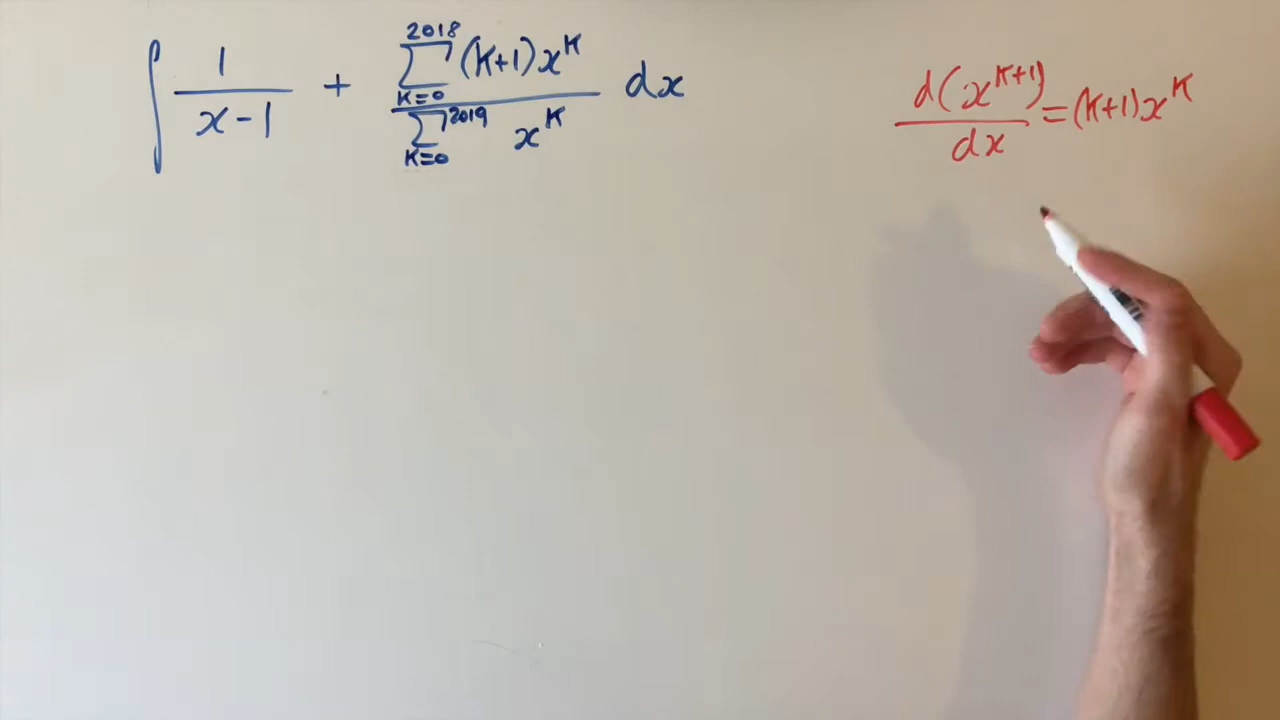 ∫ 1/(x-1) + (∑_{K=0}^{2018} (K+1)x^K)/(∑_{K=0}^{2019} x^K) dx
d(x^{K+1})/dx = (K+1)x^K